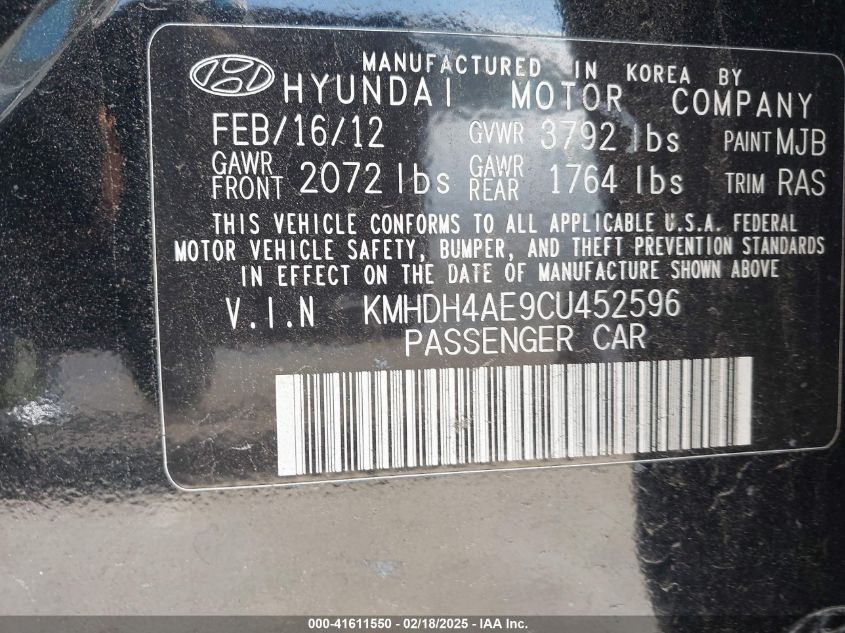 MANUFACTURED IN KOREA BY
HYUNDAI MOTOR COMPANY
FEB/16/12 GVWR 3792 lbs PAINT MJB
GAWR FRONT 2072 lbs GAWR REAR 1764 lbs TRIM RAS
THIS VEHICLE CONFORMS TO ALL APPLICABLE U.S.A. FEDERAL
MOTOR VEHICLE SAFETY, BUMPER, AND THEFT PREVENTION STANDARDS
IN EFFECT ON THE DATE OF MANUFACTURE SHOWN ABOVE
V.I.N KMHDH4AE9CU452596
PASSENGER CAR
000-41611550 - 02/18/2025 - IAA Inc.